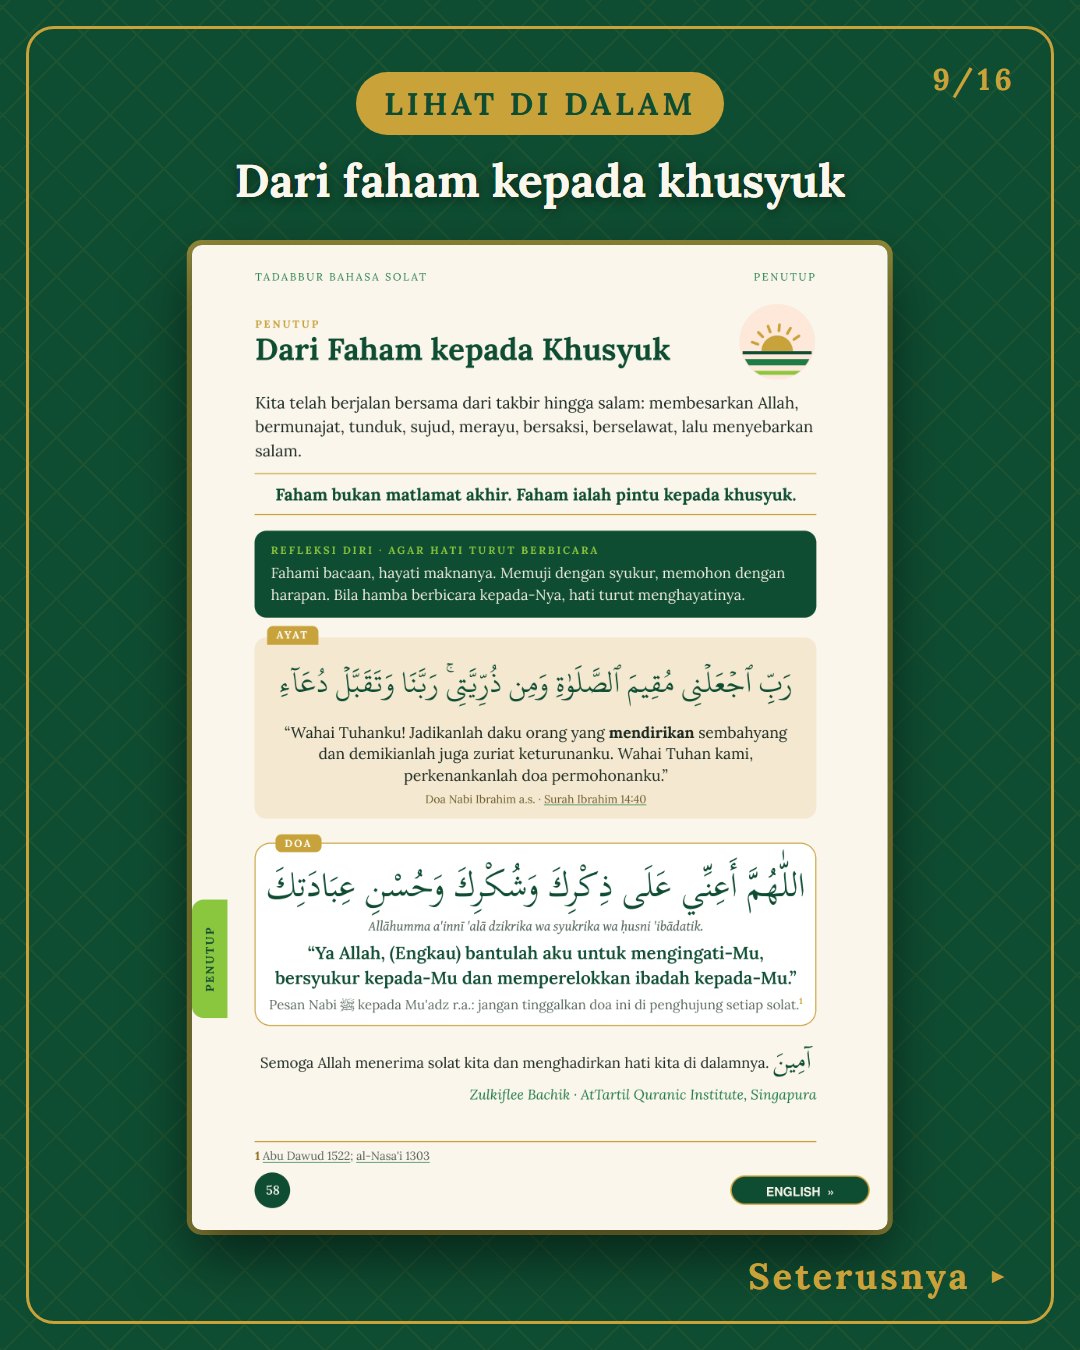 9/16
LIHAT DI DALAM
Dari faham kepada khusyuk
TADABBUR BAHASA SOLAT
PENUTUP
PENUTUP
Dari Faham kepada Khusyuk
Kita telah berjalan bersama dari takbir hingga salam: membesarkan Allah,
bermunajat, tunduk, sujud, merayu, bersaksi, berselawat, lalu menyebarkan
salam.
Faham bukan matlamat akhir. Faham ialah pintu kepada khusyuk.
REFLEKSI DIRI · AGAR HATI TURUT BERBICARA
Fahami bacaan, hayati maknanya. Memuji dengan syukur, memohon dengan
harapan. Bila hamba berbicara kepada-Nya, hati turut menghayatinya.
AYAT
رَبِّ ٱجْعَلْنِى مُقِيمَ ٱلصَّلَوٰةِ وَمِن ذُرِّيَّتِىۚ رَبَّنَا وَتَقَبَّلْ دُعَآءِ
“Wahai Tuhanku! Jadikanlah daku orang yang mendirikan sembahyang
dan demikianlah juga zuriat keturunanku. Wahai Tuhan kami,
perkenankanlah doa permohonanku.”
Doa Nabi Ibrahim a.s. · Surah Ibrahim 14:40
DOA
اللّٰهُمَّ أَعِنِّي عَلَى ذِكْرِكَ وَشُكْرِكَ وَحُسْنِ عِبَادَتِكَ
Allāhumma a'innī 'alā dzikrika wa syukrika wa ḥusni 'ibādatik.
“Ya Allah, (Engkau) bantulah aku untuk mengingati-Mu,
bersyukur kepada-Mu dan memperelokkan ibadah kepada-Mu.”
Pesan Nabi ﷺ kepada Mu'adz r.a.: jangan tinggalkan doa ini di penghujung setiap solat.1
PENUTUP
Semoga Allah menerima solat kita dan menghadirkan hati kita di dalamnya. آمِينَ
Zulkiflee Bachik · AtTartil Quranic Institute, Singapura
1 Abu Dawud 1522; al-Nasa'i 1303
58
ENGLISH »
Seterusnya ►